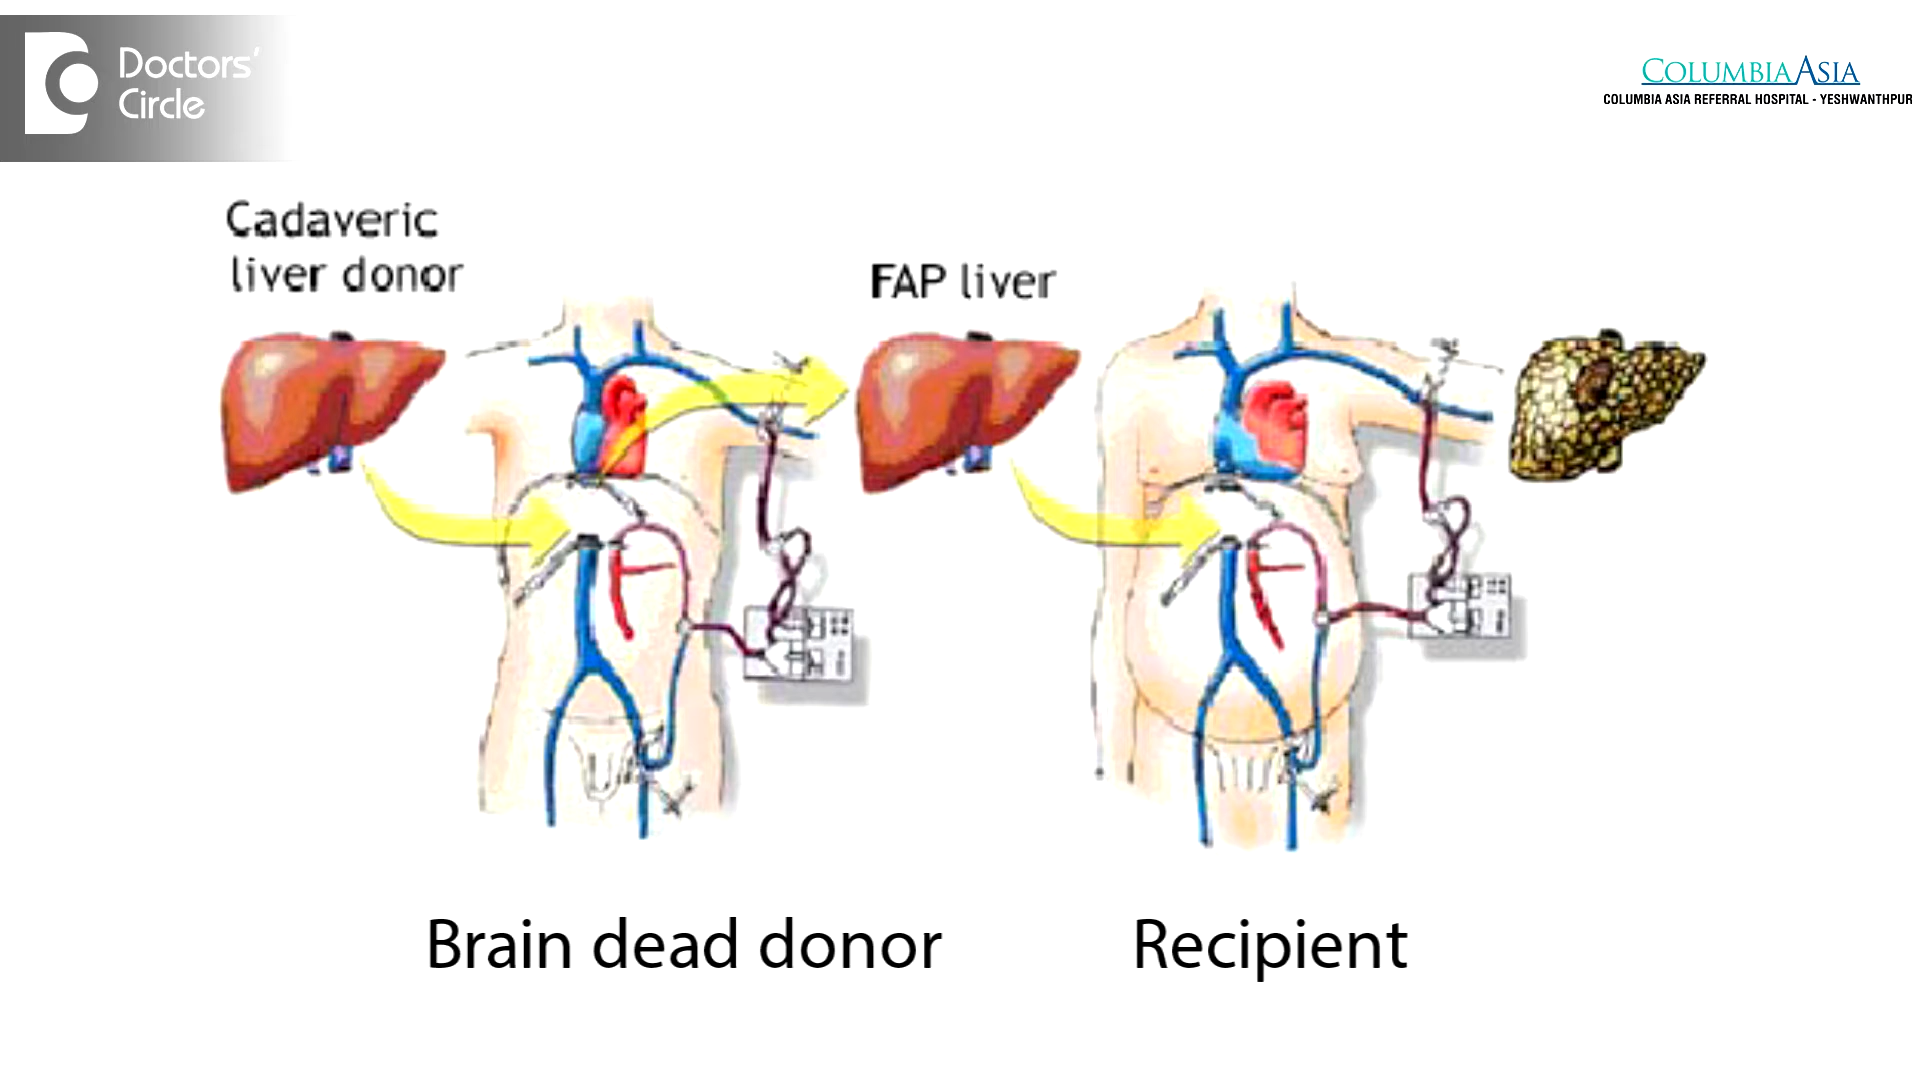 Doctors'
Circle
COLUMBIA ASIA
COLUMBIA ASIA REFERRAL HOSPITAL - YESHWANTHPUR
Cadaveric
liver donor
FAP liver
Brain dead donor
Recipient